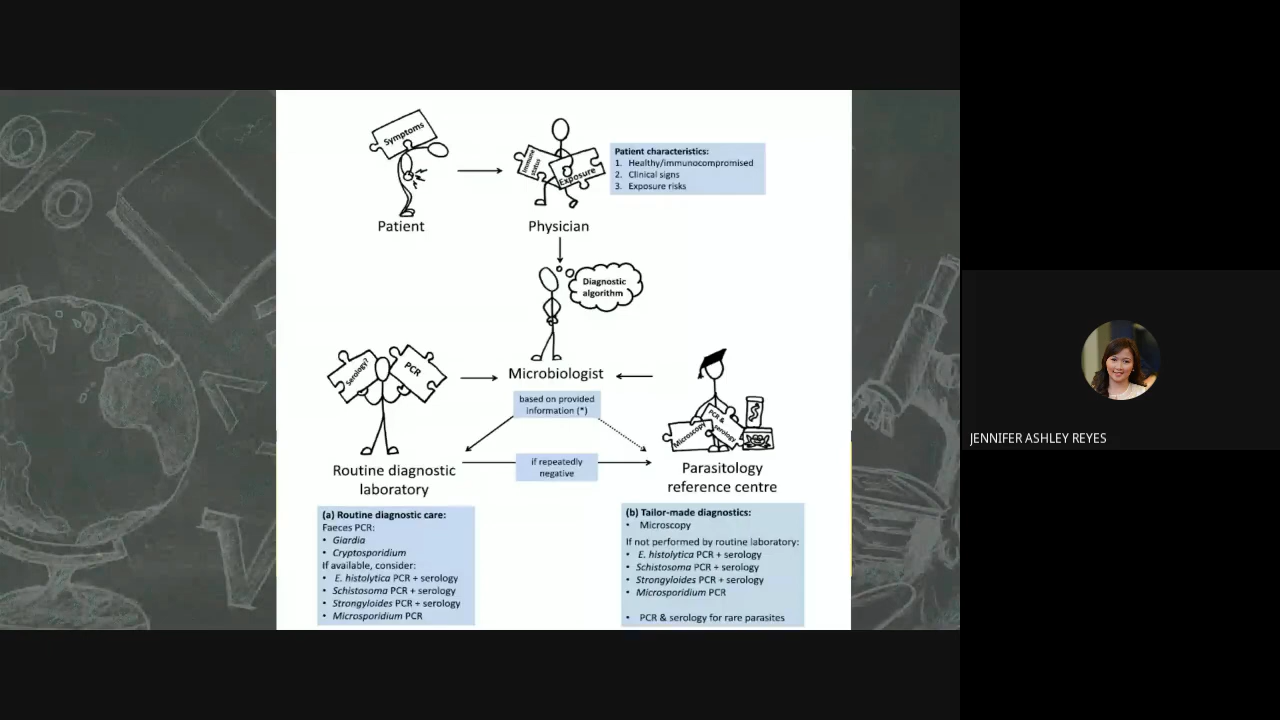 Symptoms
Patient
Immune
status
Exposure
Physician
Patient characteristics:
1. Healthy/immunocompromised
2. Clinical signs
3. Exposure risks
Diagnostic
algorithm
Microbiologist
Serology?
PCR
Routine diagnostic
laboratory
based on provided
information (*)
if repeatedly
negative
Microscopy
PCR &
serology
Parasitology
reference centre
(a) Routine diagnostic care:
Faeces PCR:
• Giardia
• Cryptosporidium
If available, consider:
• E. histolytica PCR + serology
• Schistosoma PCR + serology
• Strongyloides PCR + serology
• Microsporidium PCR
(b) Tailor-made diagnostics:
• Microscopy
If not performed by routine laboratory:
• E. histolytica PCR + serology
• Schistosoma PCR + serology
• Strongyloides PCR + serology
• Microsporidium PCR
• PCR & serology for rare parasites
JENNIFER ASHLEY REYES